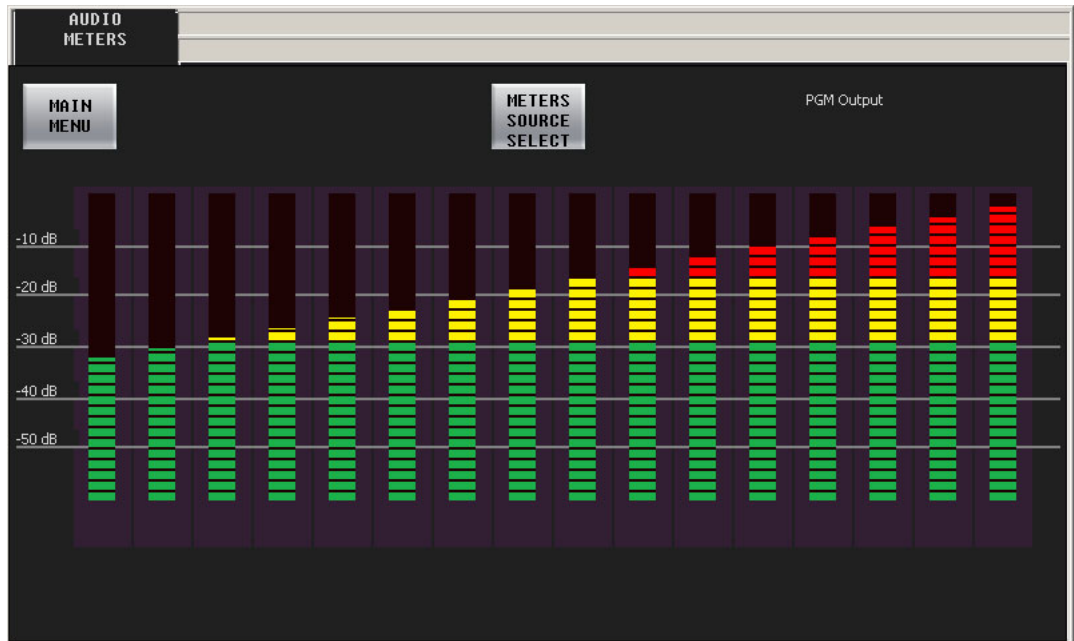 AUDIO
METERS
MAIN
MENU
METERS
SOURCE
SELECT
PGM Output
-10 dB
-20 dB
-30 dB
-40 dB
-50 dB